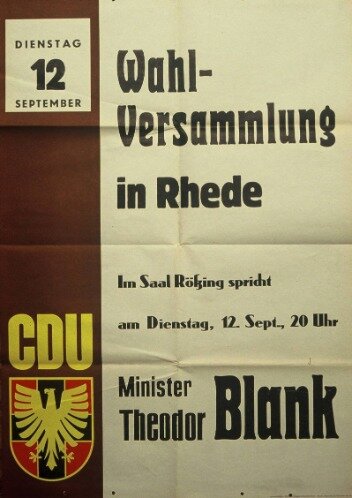 DIENSTAG
12
SEPTEMBER
Wahl-
Versammlung
in Rhede
Im Saal Rößing spricht
am Dienstag, 12. Sept., 20 Uhr
CDU
Minister
Theodor Blank